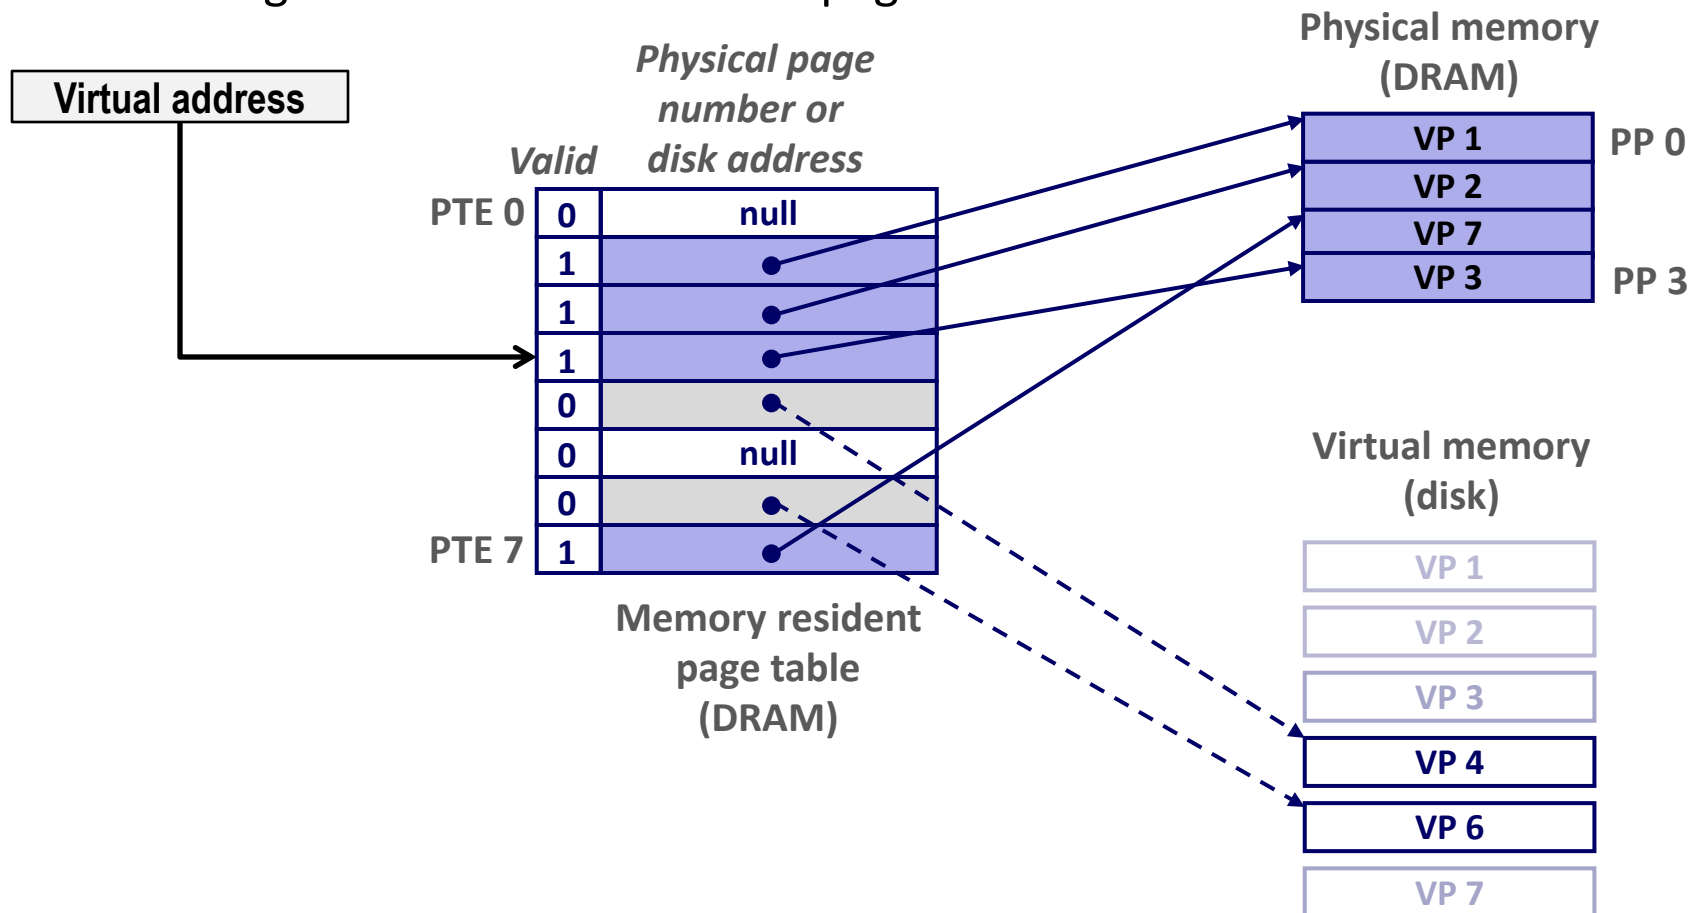 Virtual address
Physical page
number or
disk address
Valid
PTE 0
0 null
1
1
1
0
0 null
0
PTE 7 1
Memory resident
page table
(DRAM)
Physical memory
(DRAM)
VP 1 PP 0
VP 2
VP 7
VP 3 PP 3
Virtual memory
(disk)
VP 1
VP 2
VP 3
VP 4
VP 6
VP 7